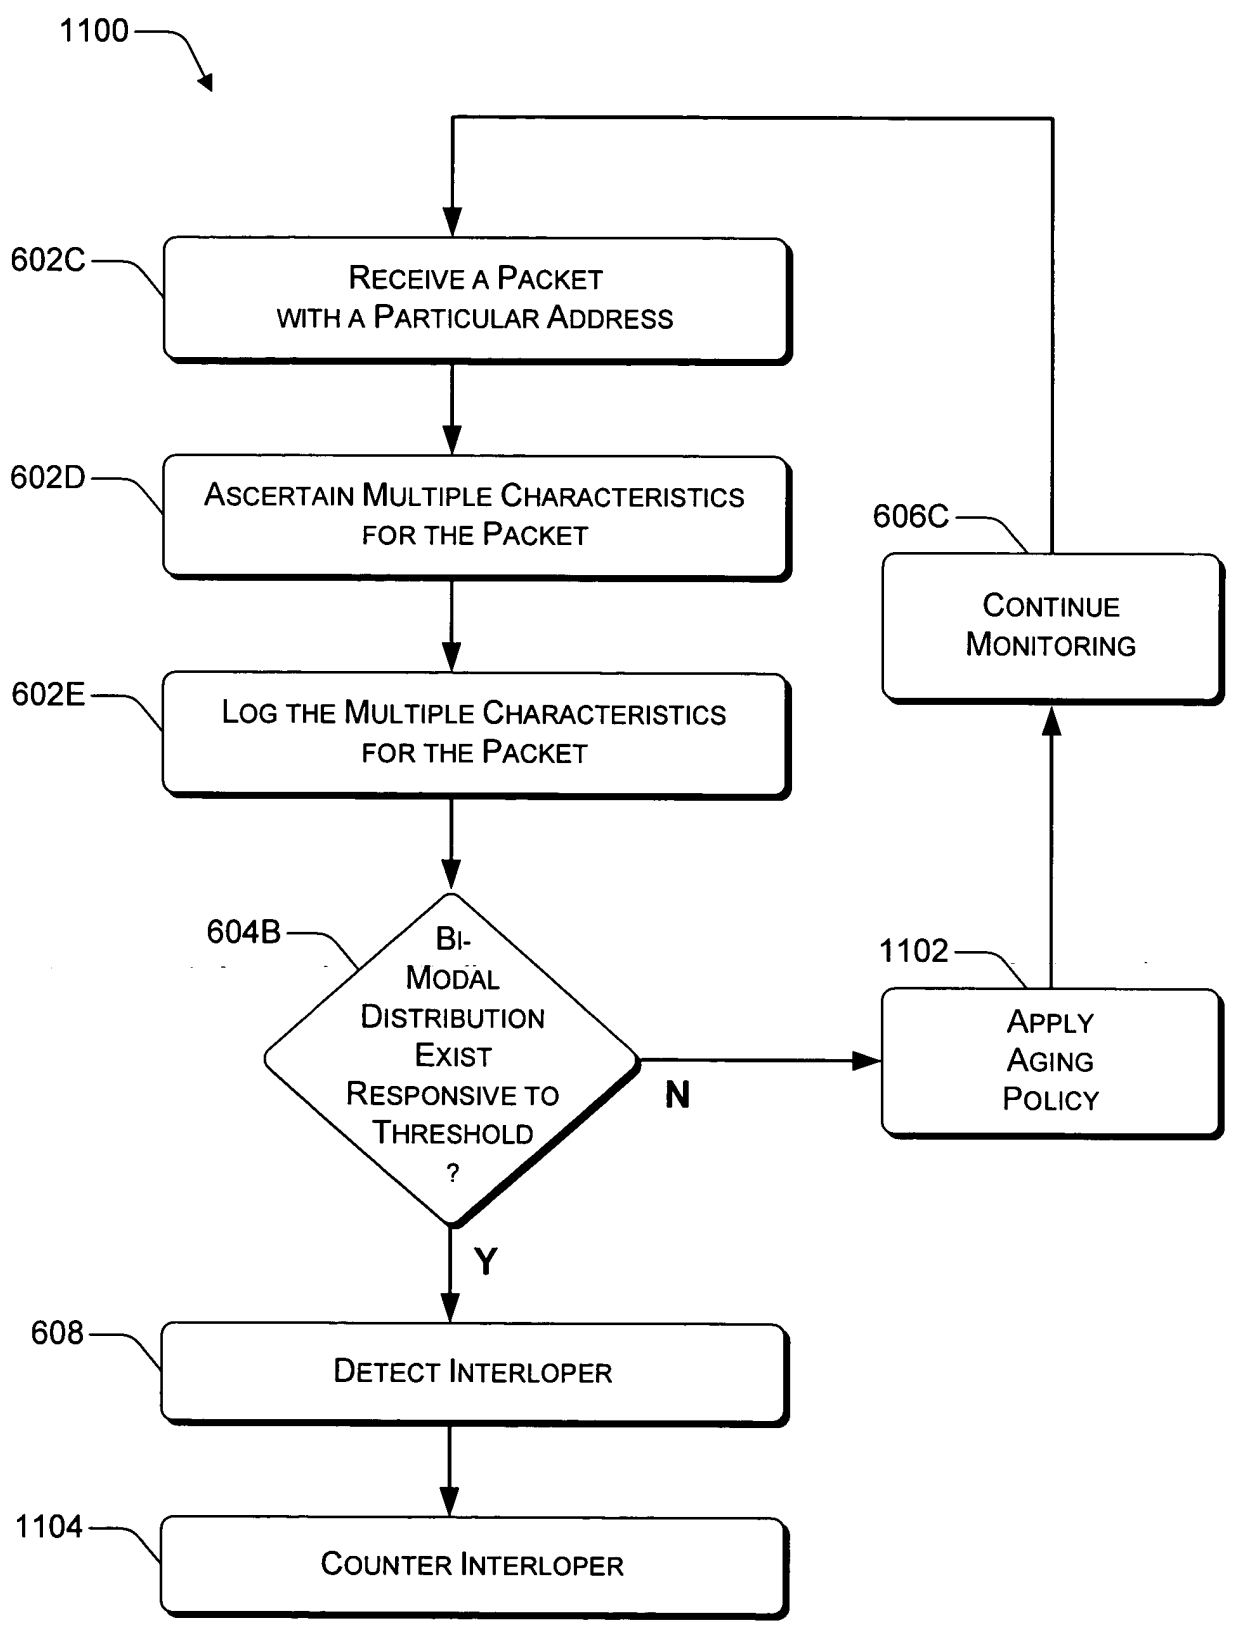 1100
602C
RECEIVE A PACKET
WITH A PARTICULAR ADDRESS
602D
ASCERTAIN MULTIPLE CHARACTERISTICS
FOR THE PACKET
606C
CONTINUE
MONITORING
602E
LOG THE MULTIPLE CHARACTERISTICS
FOR THE PACKET
604B
BI-
MODAL
DISTRIBUTION
EXIST
RESPONSIVE TO
THRESHOLD
?
N
1102
APPLY
AGING
POLICY
Y
608
DETECT INTERLOPER
1104
COUNTER INTERLOPER